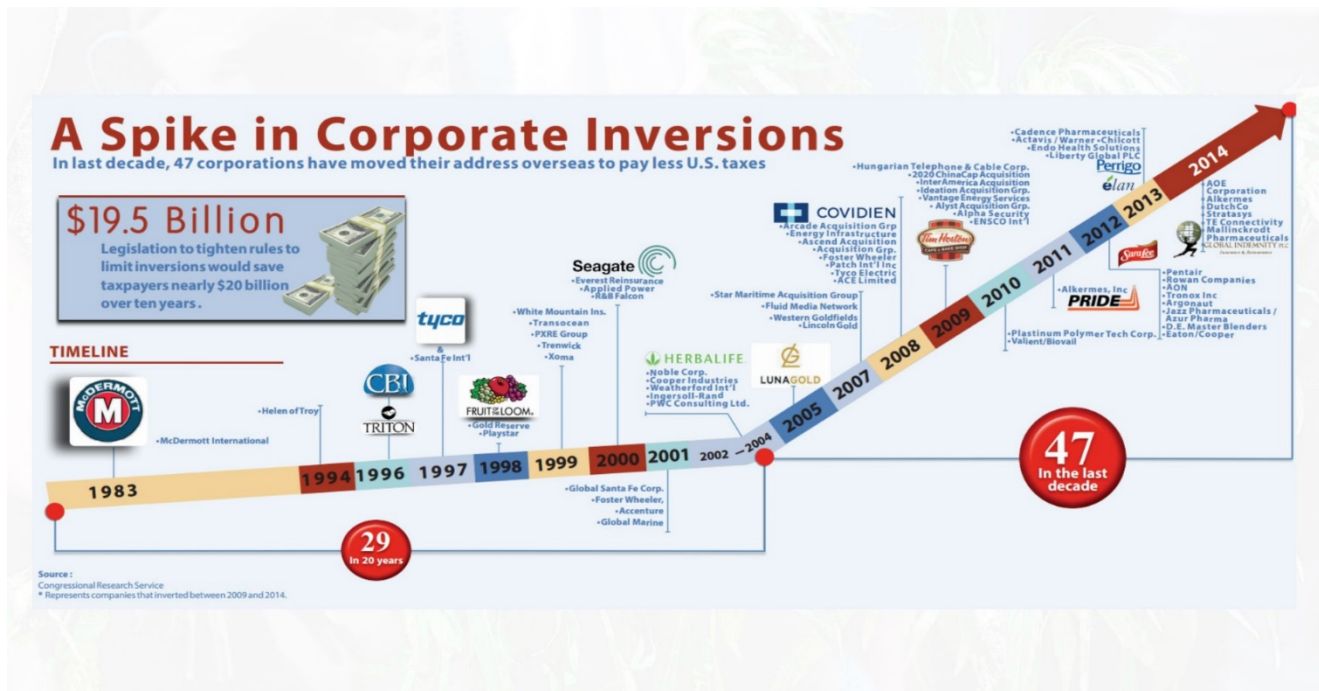 A Spike in Corporate Inversions
In last decade, 47 corporations have moved their address overseas to pay less U.S. taxes
$19.5 Billion
Legislation to tighten rules to
limit inversions would save
taxpayers nearly $20 billion
over ten years.
TIMELINE
McDERMOTT
M
•McDermott International
1983
•Helen of Troy
1994
CBI
TRITON
1996
tyco
&
•Santa Fe Int'l
1997
FRUIT OF THE LOOM
•Gold Reserve
•Playstar
1998
•White Mountain Ins.
•Transocean
•PXRE Group
•Trenwick
•Xoma
1999
Seagate
•Everest Reinsurance
•Applied Power
•R&B Falcon
2000
2001
•Global Santa Fe Corp.
•Foster Wheeler,
•Accenture
•Global Marine
HERBALIFE
•Noble Corp.
•Cooper Industries
•Weatherford Int'l
•Ingersoll-Rand
•PWC Consulting Ltd.
2002
—2004
LUNAGOLD
2005
•Star Maritime Acquisition Group
•Fluid Media Network
•Western Goldfields
•Lincoln Gold
2007
COVIDIEN
•Arcade Acquisition Grp
•Energy Infrastructure
•Ascend Acquisition
•Acquisition Grp.
•Foster Wheeler
•Patch Int'l Inc
•Tyco Electric
•ACE Limited
2008
•Hungarian Telephone & Cable Corp.
•2020 ChinaCap Acquisition
•InterAmerica Acquisition
Ideation Acquisition Grp.
•Vantage Energy Services
•Alyst Acquisition Grp.
•Alpha Security
•ENSCO Int'l
Tim Hortons
2009
2010
•Plastinum Polymer Tech Corp.
•Valient/Biovail
2011
•Alkermes, Inc
PRIDE
2012
Sara Lee
•Pentair
•Rowan Companies
•AON
•Tronox Inc
•Argonaut
•Jazz Pharmaceuticals /
Azur Pharma
•D.E. Master Blenders
•Eaton/Cooper
•Cadence Pharmaceuticals
•Actavis / Warner •Chilcott
•Endo Health Solutions
•Liberty Global PLC
Perrigo
élan
2013
2014
•AOE
Corporation
•Alkermes
•DutchCo
•Stratasys
•TE Connectivity
•Mallinckrodt
Pharmaceuticals
GLOBAL INDEMNITY PLC
29
In 20 years
47
In the last
decade
Source :
Congressional Research Service
* Represents companies that inverted between 2009 and 2014.